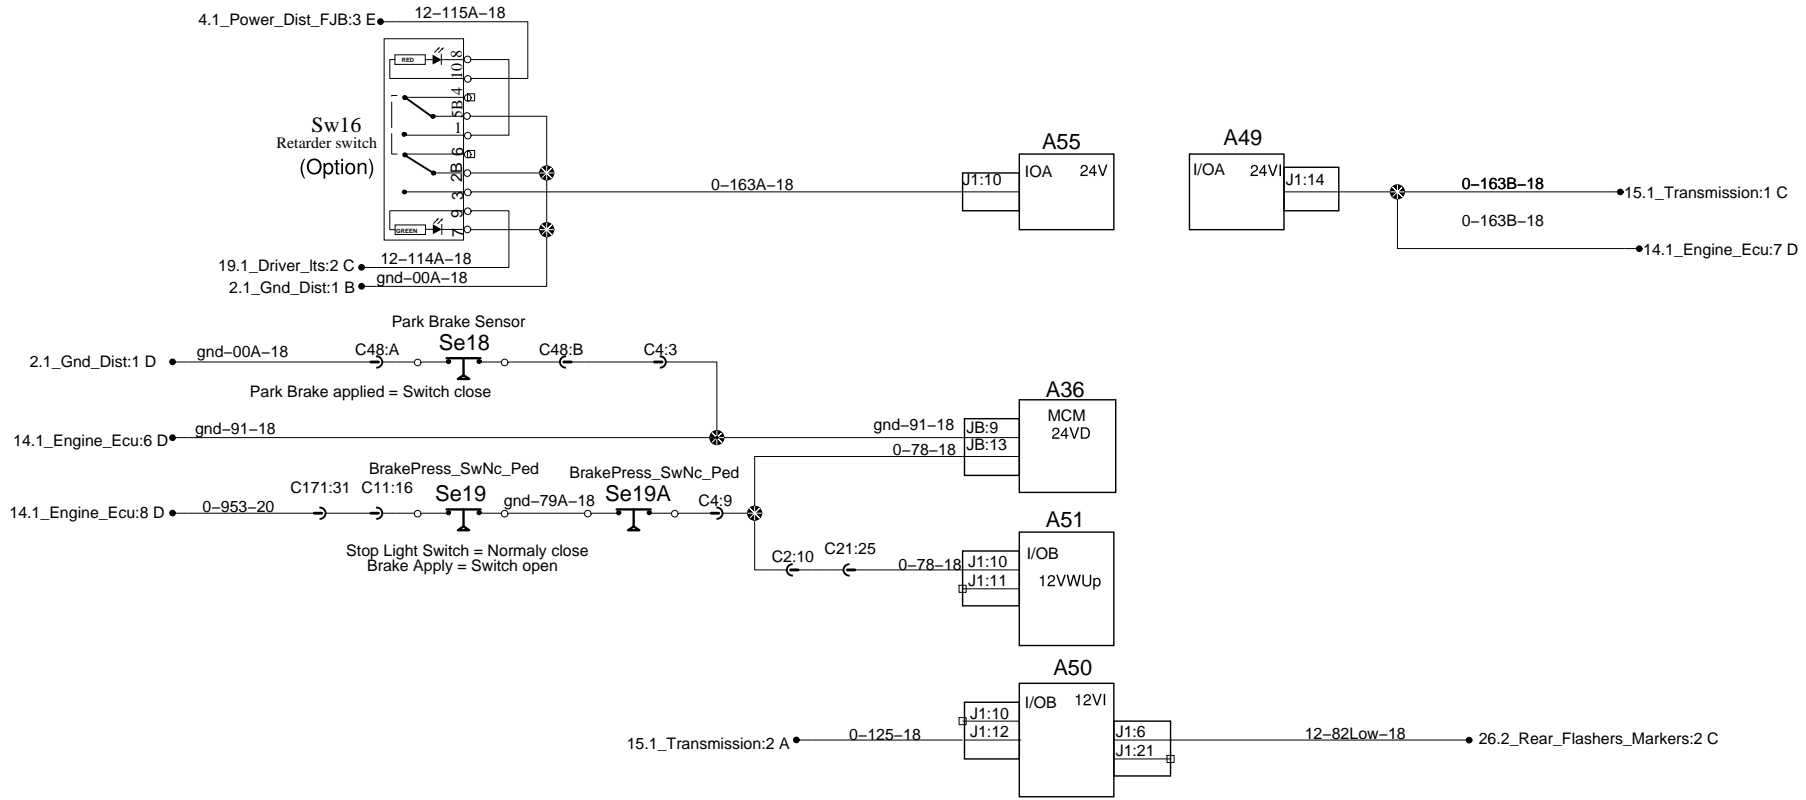 4.1_Power_Dist_FJB:3 E
12-115A-18
RED
8
10
4
5B
1
6
2B
3
9
7
GREEN
Sw16
Retarder switch
(Option)
19.1_Driver_lts:2 C
12-114A-18
2.1_Gnd_Dist:1 B
gnd-00A-18
0-163A-18
A55
J1:10
IOA
24V
A49
I/OA
24VI
J1:14
0-163B-18
15.1_Transmission:1 C
0-163B-18
14.1_Engine_Ecu:7 D
Park Brake Sensor
2.1_Gnd_Dist:1 D
gnd-00A-18
C48:A
Se18
C48:B
C4:3
Park Brake applied = Switch close
14.1_Engine_Ecu:6 D
gnd-91-18
gnd-91-18
0-78-18
A36
JB:9
JB:13
MCM
24VD
BrakePress_SwNc_Ped
BrakePress_SwNc_Ped
14.1_Engine_Ecu:8 D
0-953-20
C171:31
C11:16
Se19
gnd-79A-18
Se19A
C4:9
Stop Light Switch = Normaly close
Brake Apply = Switch open
C2:10
C21:25
0-78-18
A51
J1:10
J1:11
I/OB
12VWUp
A50
15.1_Transmission:2 A
0-125-18
J1:10
J1:12
I/OB
12VI
J1:6
J1:21
12-82Low-18
26.2_Rear_Flashers_Markers:2 C